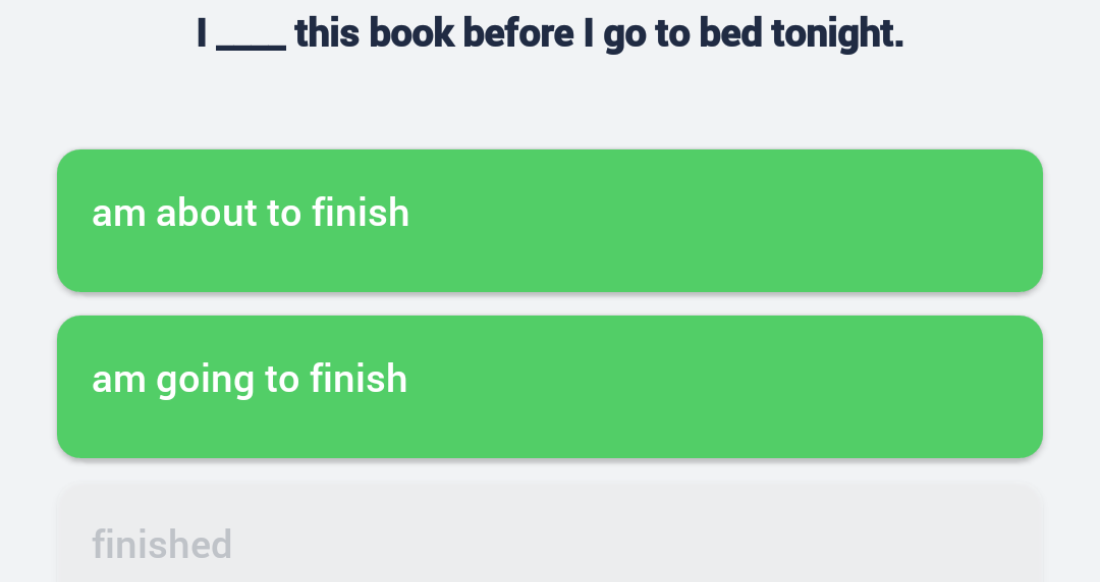 I ____ this book before I go to bed tonight.
am about to finish
am going to finish
finished